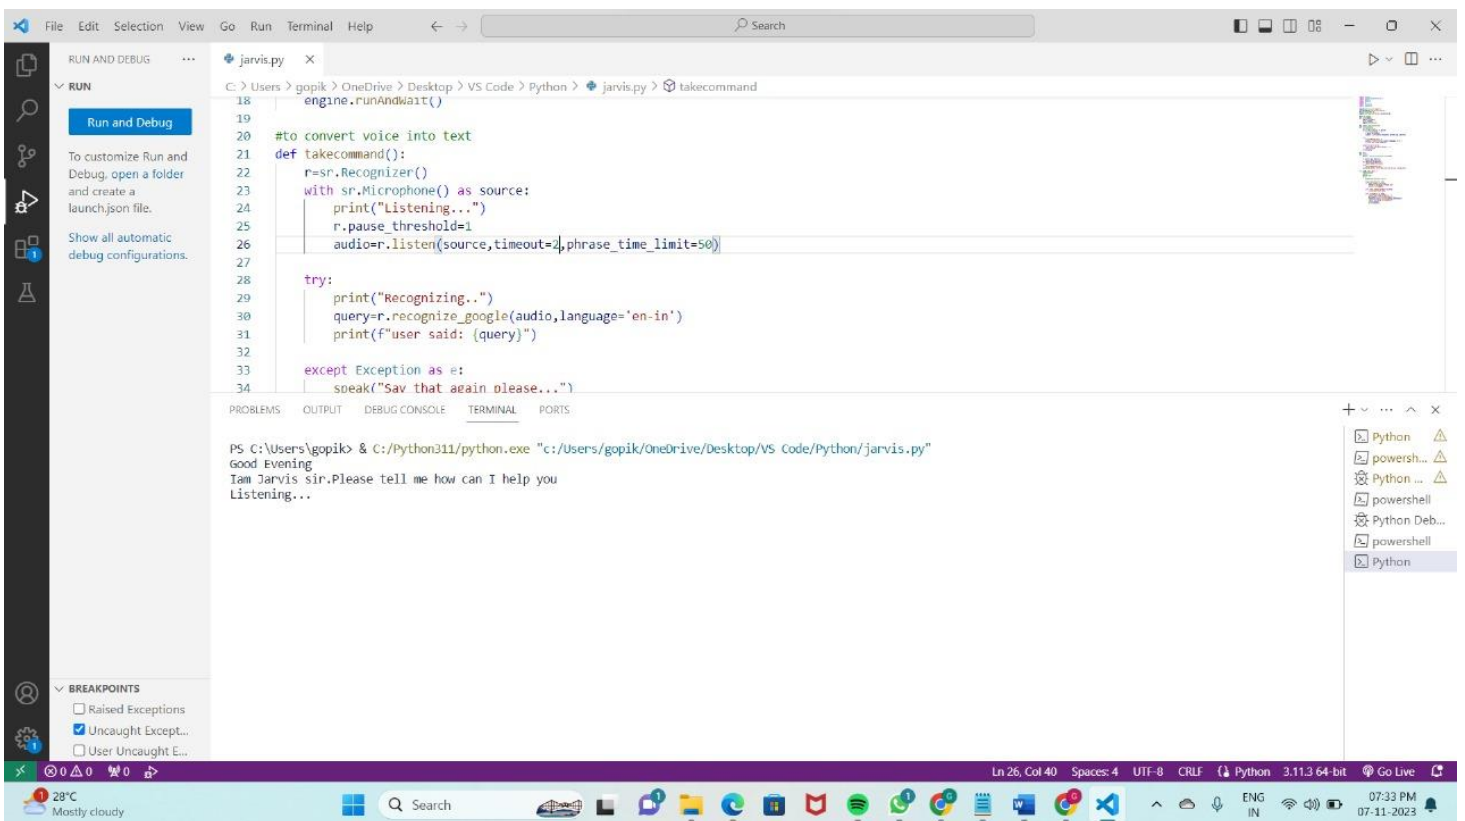 File Edit Selection View Go Run Terminal Help
Search
RUN AND DEBUG ...
RUN
Run and Debug
To customize Run and
Debug, open a folder
and create a
launch.json file.
Show all automatic
debug configurations.
jarvis.py
C: > Users > gopik > OneDrive > Desktop > VS Code > Python > jarvis.py > takecommand
18 engine.runAndWait()
19
20 #to convert voice into text
21 def takecommand():
22 r=sr.Recognizer()
23 with sr.Microphone() as source:
24 print("Listening...")
25 r.pause_threshold=1
26 audio=r.listen(source,timeout=2,phrase_time_limit=50)
27
28 try:
29 print("Recognizing..")
30 query=r.recognize_google(audio,language='en-in')
31 print(f"user said: {query}")
32
33 except Exception as e:
34 speak("Say that again please...")
PROBLEMS OUTPUT DEBUG CONSOLE TERMINAL PORTS
PS C:\Users\gopik> & C:/Python311/python.exe "c:/Users/gopik/OneDrive/Desktop/VS Code/Python/jarvis.py"
Good Evening
Iam Jarvis sir.Please tell me how can I help you
Listening...
Python
powersh...
Python ...
powershell
Python Deb...
powershell
Python
BREAKPOINTS
Raised Exceptions
Uncaught Except...
User Uncaught E...
0 0 0 Ln 26, Col 40 Spaces: 4 UTF-8 CRLF Python 3.11.3 64-bit Go Live
28°C
Mostly cloudy
Search
ENG
IN
07:33 PM
07-11-2023